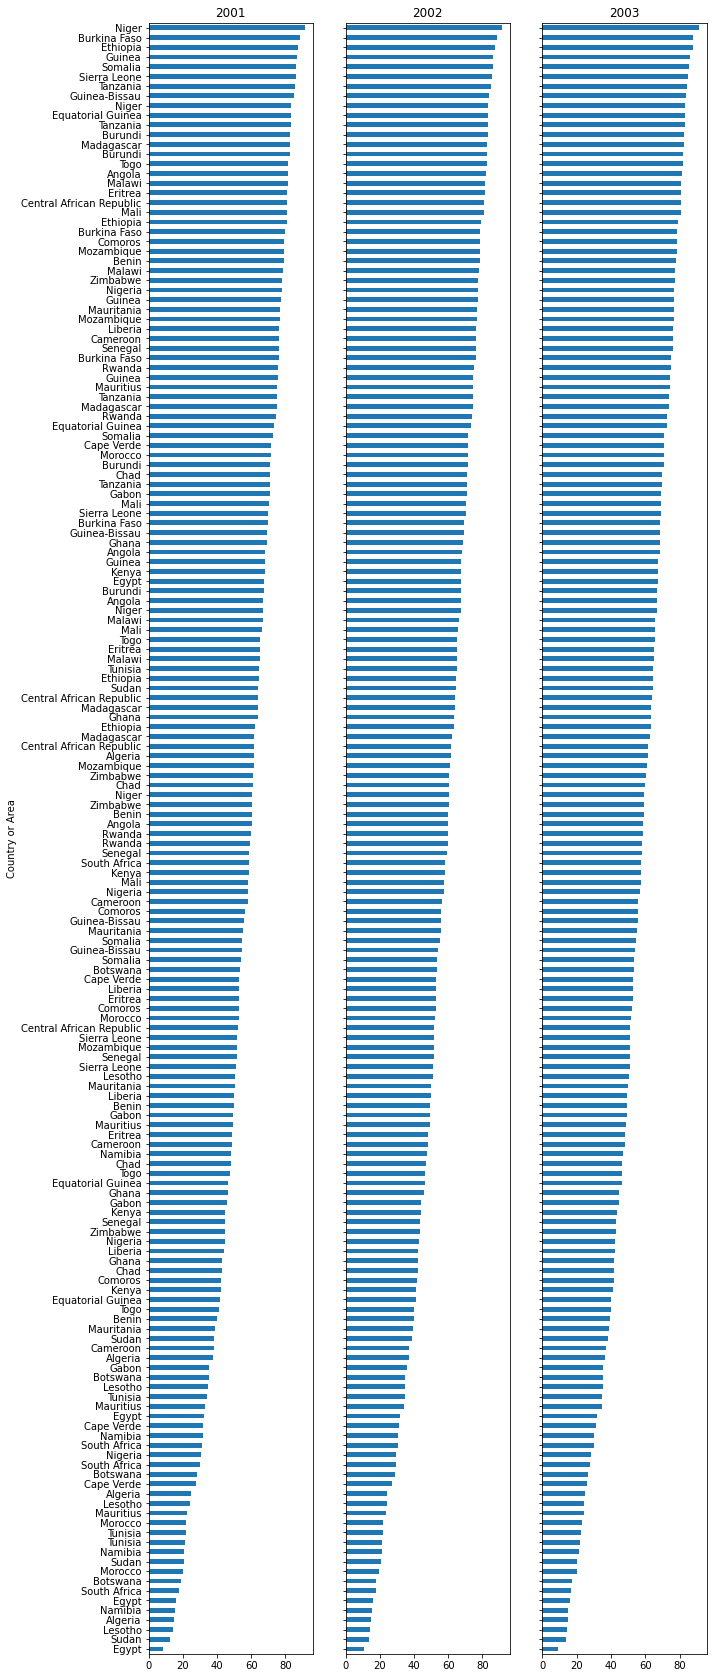 2001 2002 2003
Niger
Burkina Faso
Ethiopia
Guinea
Somalia
Sierra Leone
Tanzania
Guinea-Bissau
Niger
Equatorial Guinea
Tanzania
Burundi
Madagascar
Burundi
Togo
Angola
Malawi
Eritrea
Central African Republic
Mali
Ethiopia
Burkina Faso
Comoros
Mozambique
Benin
Malawi
Zimbabwe
Nigeria
Guinea
Mauritania
Mozambique
Liberia
Cameroon
Senegal
Burkina Faso
Rwanda
Guinea
Mauritius
Tanzania
Madagascar
Rwanda
Equatorial Guinea
Somalia
Cape Verde
Morocco
Burundi
Chad
Tanzania
Gabon
Mali
Sierra Leone
Burkina Faso
Guinea-Bissau
Ghana
Angola
Guinea
Kenya
Egypt
Burundi
Angola
Niger
Malawi
Mali
Togo
Eritrea
Malawi
Tunisia
Ethiopia
Sudan
Central African Republic
Madagascar
Ghana
Ethiopia
Madagascar
Central African Republic
Algeria
Mozambique
Zimbabwe
Chad
Niger
Zimbabwe
Benin
Angola
Rwanda
Rwanda
Senegal
South Africa
Kenya
Mali
Nigeria
Cameroon
Comoros
Guinea-Bissau
Mauritania
Somalia
Guinea-Bissau
Somalia
Botswana
Cape Verde
Liberia
Eritrea
Comoros
Morocco
Central African Republic
Sierra Leone
Mozambique
Senegal
Sierra Leone
Lesotho
Mauritania
Liberia
Benin
Gabon
Mauritius
Eritrea
Cameroon
Namibia
Chad
Togo
Equatorial Guinea
Ghana
Gabon
Kenya
Senegal
Zimbabwe
Nigeria
Liberia
Ghana
Chad
Comoros
Kenya
Equatorial Guinea
Togo
Benin
Mauritania
Sudan
Cameroon
Algeria
Gabon
Botswana
Lesotho
Tunisia
Mauritius
Egypt
Cape Verde
Namibia
South Africa
Nigeria
South Africa
Botswana
Cape Verde
Algeria
Lesotho
Mauritius
Morocco
Tunisia
Tunisia
Namibia
Sudan
Morocco
Botswana
South Africa
Egypt
Namibia
Algeria
Lesotho
Sudan
Egypt
Country or Area
0 20 40 60 80 0 20 40 60 80 0 20 40 60 80